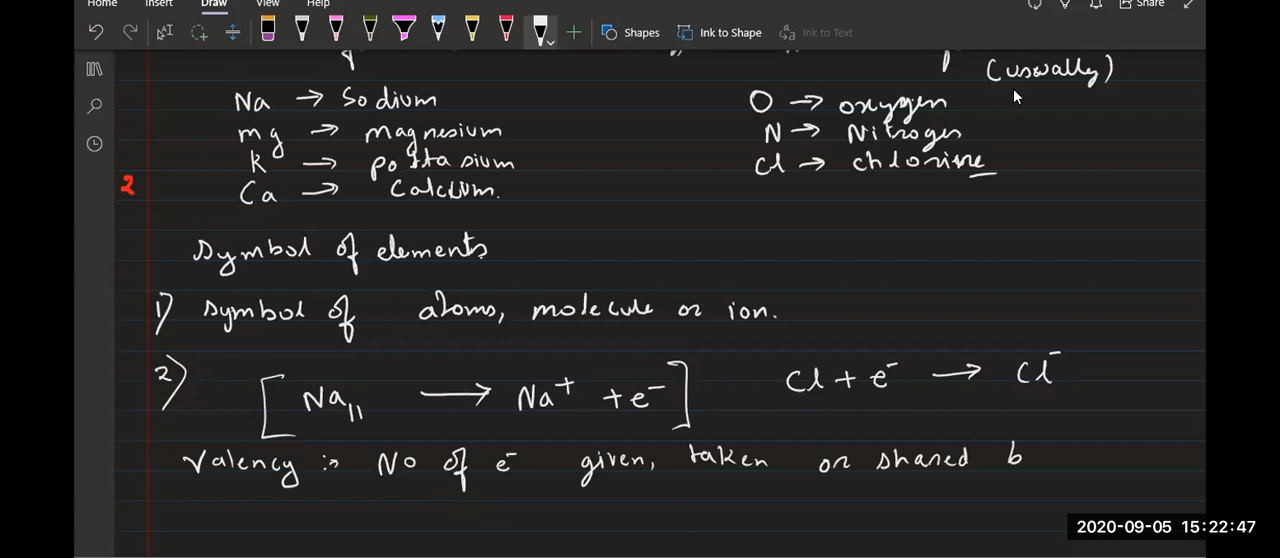 Home Insert Draw View Help Share
Shapes Ink to Shape Ink to Text
(usually)
Na → Sodium O → oxygen
mg → magnesium N → Nitrogen
k → pottasium Cl → chlorine
2 Ca → Calcium.
Symbol of elements
1) Symbol of atoms, molecule or ion.
2) [Na₁₁ → Na⁺ + e⁻] Cl + e⁻ → Cl⁻
Valency :→ No of e⁻ given, taken or shared b
2020-09-05 15:22:47